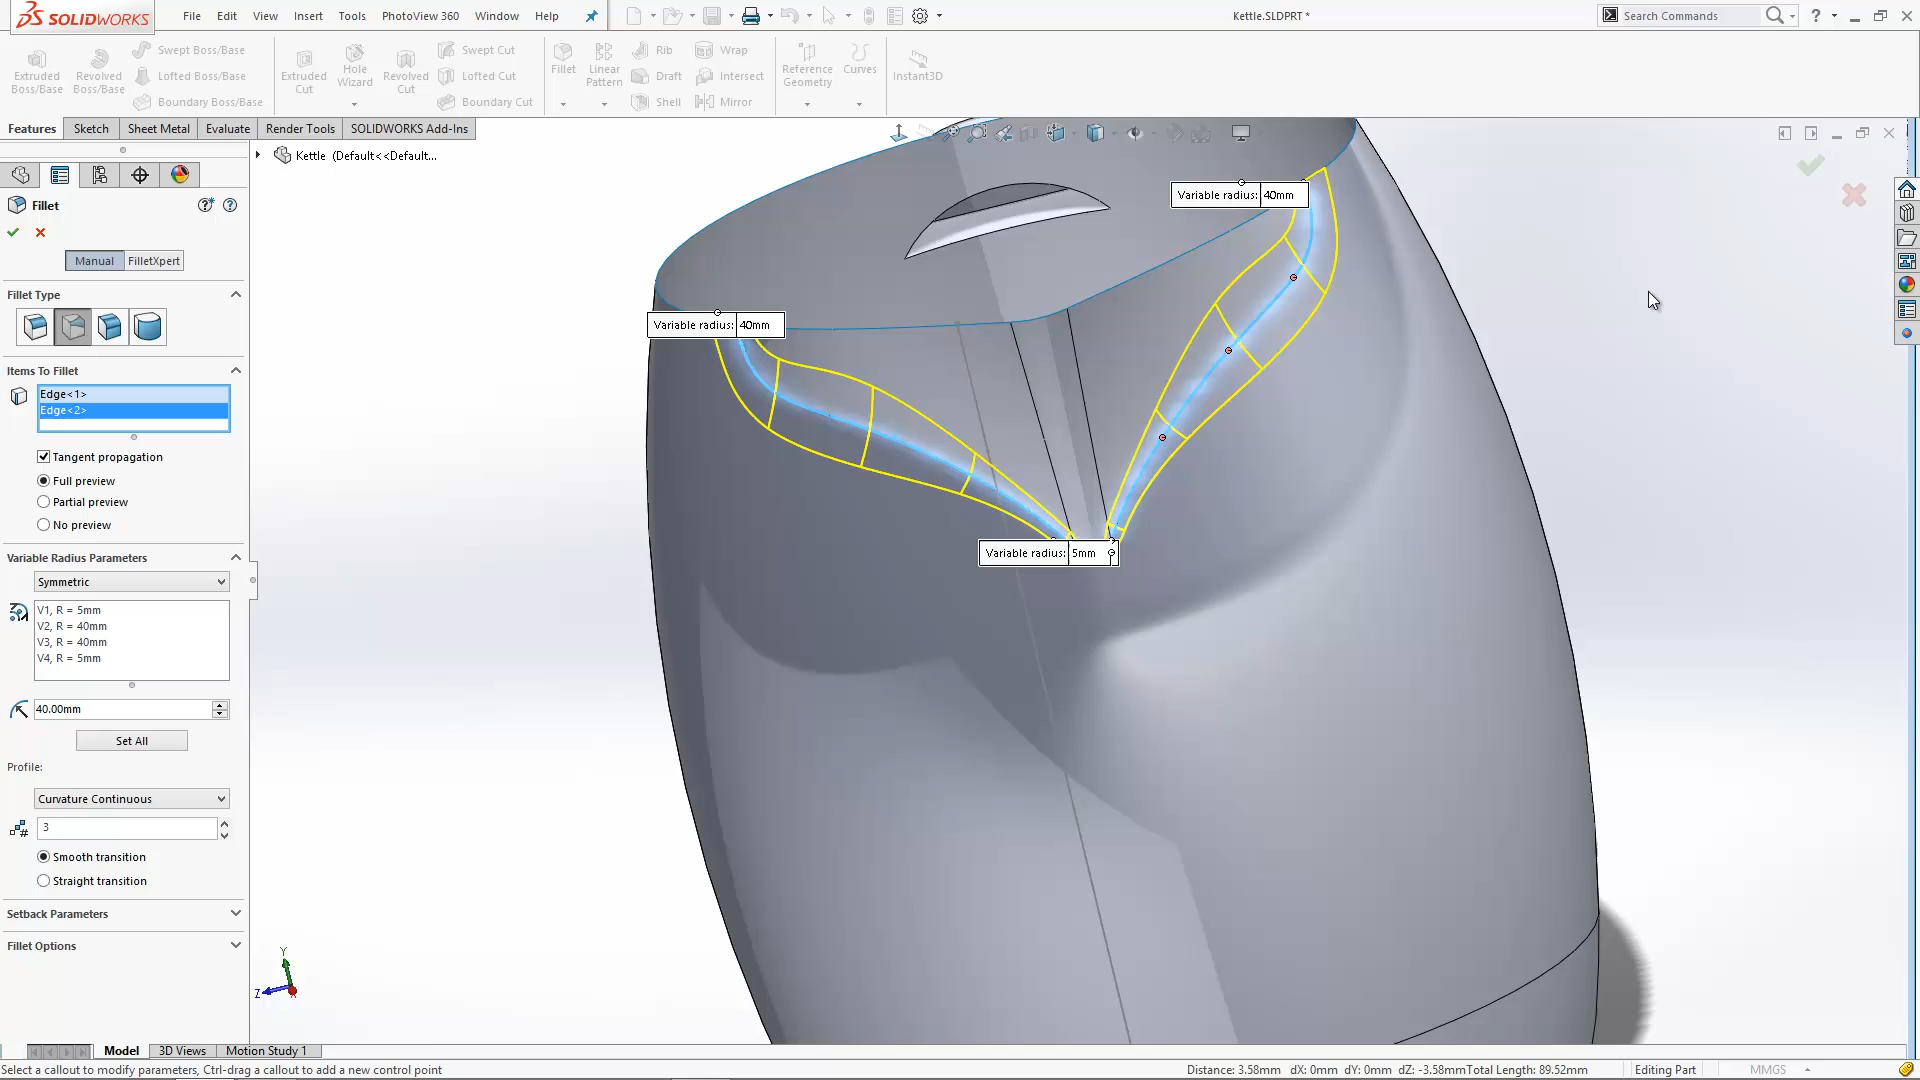 SOLIDWORKS
File Edit View Insert Tools PhotoView 360 Window Help
Kettle.SLDPRT *
Search Commands
?
Extruded Boss/Base
Revolved Boss/Base
Swept Boss/Base
Lofted Boss/Base
Boundary Boss/Base
Extruded Cut
Hole Wizard
Revolved Cut
Swept Cut
Lofted Cut
Boundary Cut
Fillet
Linear Pattern
Rib
Draft
Shell
Wrap
Intersect
Mirror
Reference Geometry
Curves
Instant3D
Features Sketch Sheet Metal Evaluate Render Tools SOLIDWORKS Add-Ins
Kettle (Default<<Default...
Fillet
Manual FilletXpert
Fillet Type
Items To Fillet
Edge<1>
Edge<2>
Tangent propagation
Full preview
Partial preview
No preview
Variable Radius Parameters
Symmetric
V1, R = 5mm
V2, R = 40mm
V3, R = 40mm
V4, R = 5mm
40.00mm
Set All
Profile:
Curvature Continuous
3
Smooth transition
Straight transition
Setback Parameters
Fillet Options
Variable radius: 40mm
Variable radius: 40mm
Variable radius: 5mm
Y
Z
Model 3D Views Motion Study 1
Select a callout to modify parameters, Ctrl-drag a callout to add a new control point
Distance: 3.58mm dX: 0mm dY: 0mm dZ: -3.58mmTotal Length: 89.52mm Editing Part MMGS